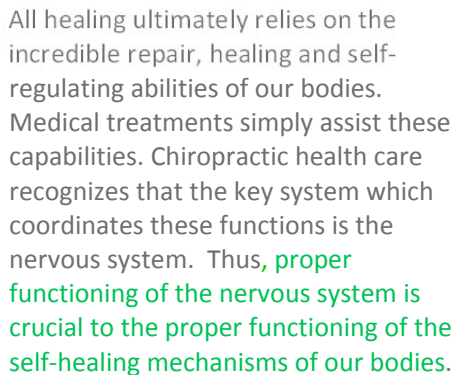 All healing ultimately relies on the
incredible repair, healing and self-
regulating abilities of our bodies.
Medical treatments simply assist these
capabilities. Chiropractic health care
recognizes that the key system which
coordinates these functions is the
nervous system.  Thus, proper
functioning of the nervous system is
crucial to the proper functioning of the
self-healing mechanisms of our bodies.